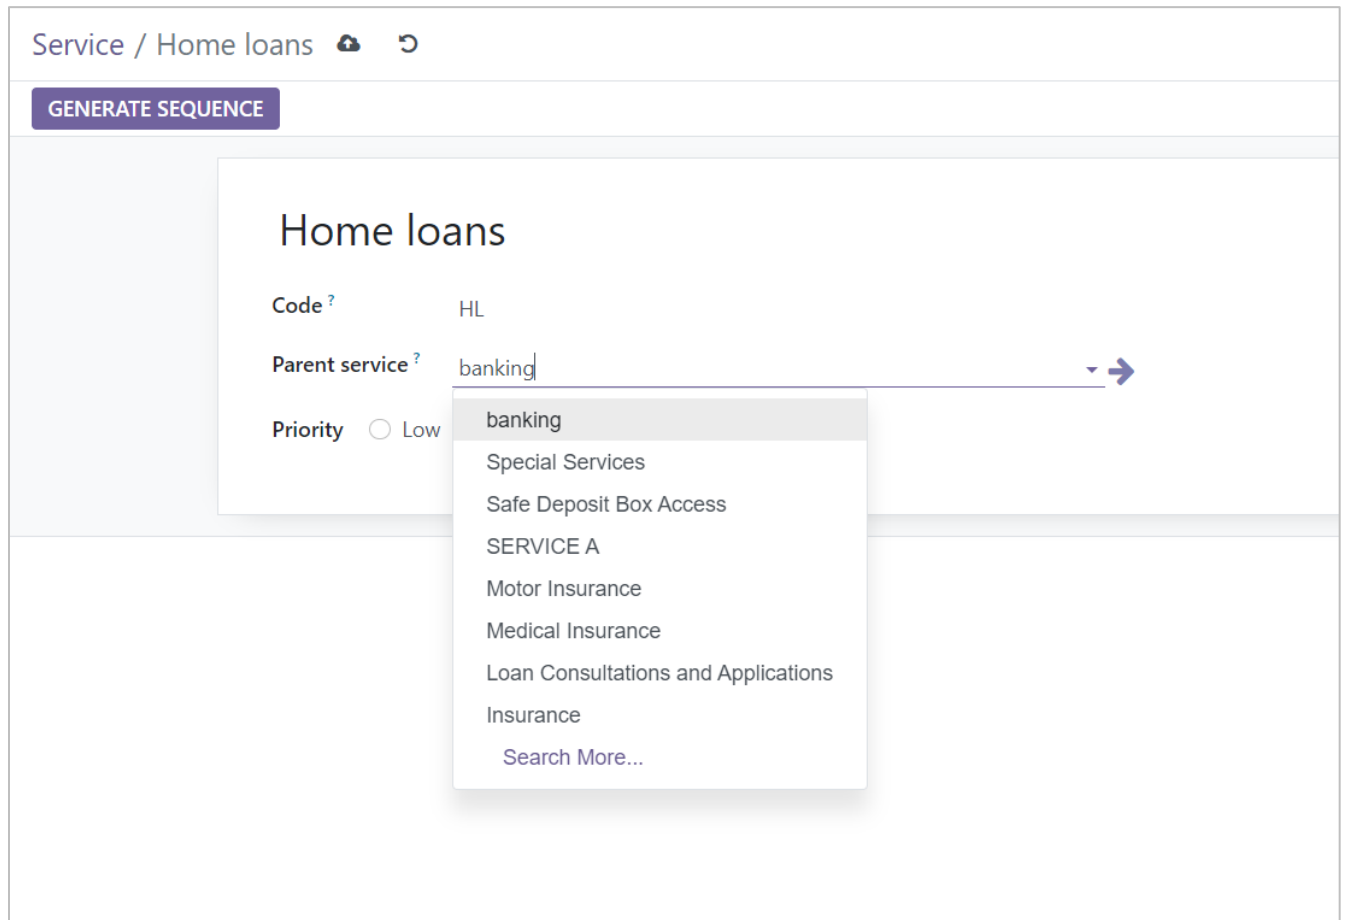 Service / Home loans
GENERATE SEQUENCE
Home loans
Code ?
HL
Parent service ?
banking
Priority
Low
banking
Special Services
Safe Deposit Box Access
SERVICE A
Motor Insurance
Medical Insurance
Loan Consultations and Applications
Insurance
Search More...